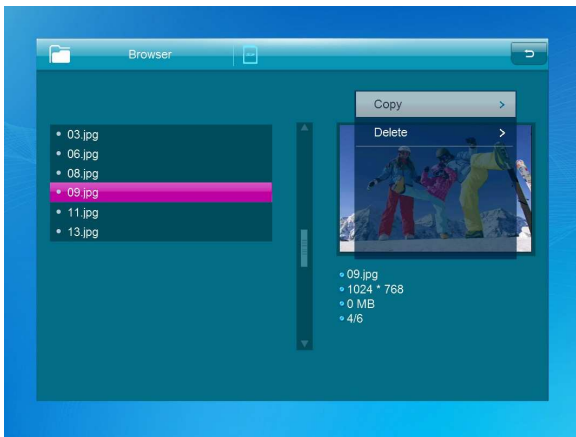 Browser
Copy >
Delete >
• 03.jpg
• 06.jpg
• 08.jpg
• 09.jpg
• 11.jpg
• 13.jpg
09.jpg
1024 * 768
0 MB
4/6